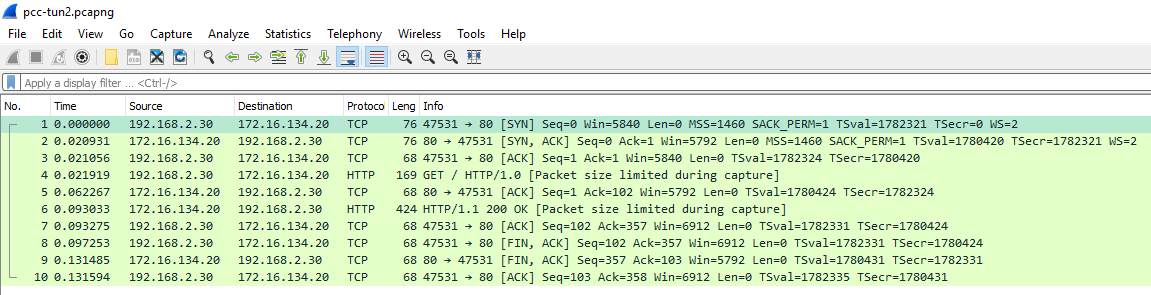 pcc-tun2.pcapng
File Edit View Go Capture Analyze Statistics Telephony Wireless Tools Help
Apply a display filter ... <Ctrl-/>
No. Time Source Destination Protocol Leng Info
1 0.000000 192.168.2.30 172.16.134.20 TCP 76 47531 → 80 [SYN] Seq=0 Win=5840 Len=0 MSS=1460 SACK_PERM=1 TSval=1782321 TSecr=0 WS=2
2 0.020931 172.16.134.20 192.168.2.30 TCP 76 80 → 47531 [SYN, ACK] Seq=0 Ack=1 Win=5792 Len=0 MSS=1460 SACK_PERM=1 TSval=1780420 TSecr=1782321 WS=2
3 0.021056 192.168.2.30 172.16.134.20 TCP 68 47531 → 80 [ACK] Seq=1 Ack=1 Win=5840 Len=0 TSval=1782324 TSecr=1780420
4 0.021919 192.168.2.30 172.16.134.20 HTTP 169 GET / HTTP/1.0 [Packet size limited during capture]
5 0.062267 172.16.134.20 192.168.2.30 TCP 68 80 → 47531 [ACK] Seq=1 Ack=102 Win=5792 Len=0 TSval=1780424 TSecr=1782324
6 0.093033 172.16.134.20 192.168.2.30 HTTP 424 HTTP/1.1 200 OK [Packet size limited during capture]
7 0.093275 192.168.2.30 172.16.134.20 TCP 68 47531 → 80 [ACK] Seq=102 Ack=357 Win=6912 Len=0 TSval=1782331 TSecr=1780424
8 0.097253 192.168.2.30 172.16.134.20 TCP 68 47531 → 80 [FIN, ACK] Seq=102 Ack=357 Win=6912 Len=0 TSval=1782331 TSecr=1780424
9 0.131485 172.16.134.20 192.168.2.30 TCP 68 80 → 47531 [FIN, ACK] Seq=357 Ack=103 Win=5792 Len=0 TSval=1780431 TSecr=1782331
10 0.131594 192.168.2.30 172.16.134.20 TCP 68 47531 → 80 [ACK] Seq=103 Ack=358 Win=6912 Len=0 TSval=1782335 TSecr=1780431